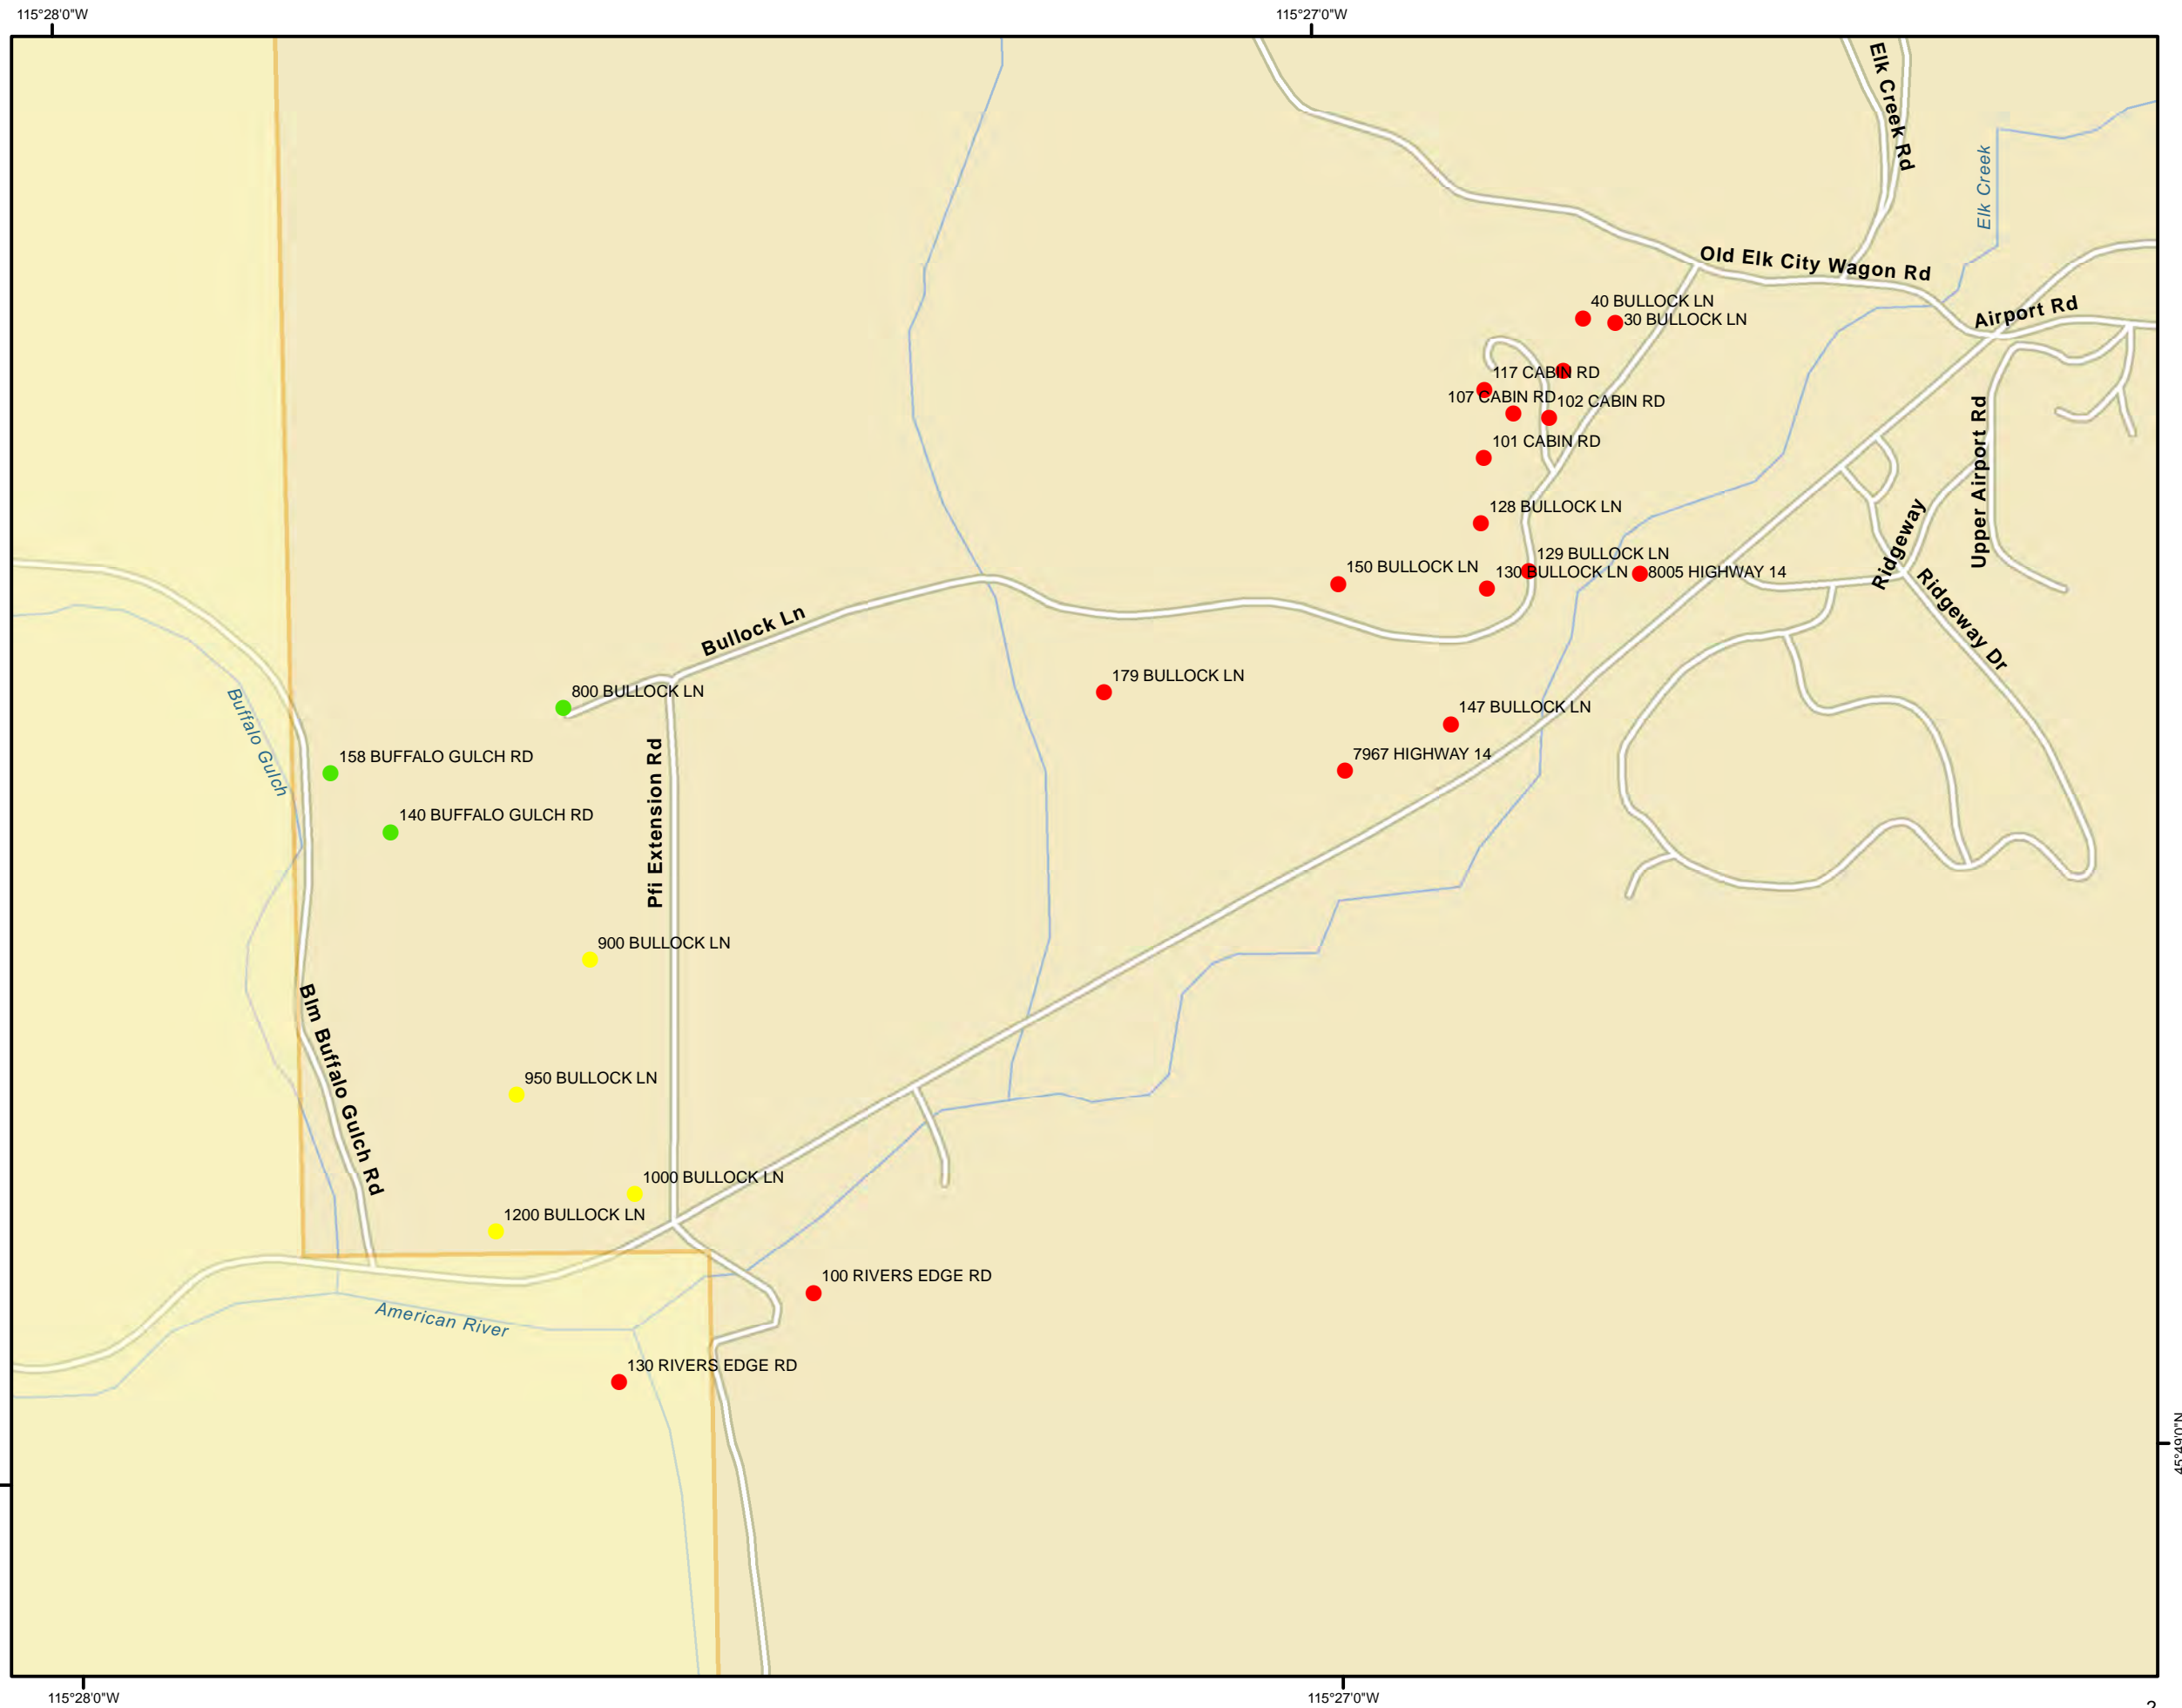 115°28'0"W
115°27'0"W
Elk Creek Rd
Elk Creek
Old Elk City Wagon Rd
40 BULLOCK LN
30 BULLOCK LN
Airport Rd
117 CABIN RD
107 CABIN RD
102 CABIN RD
101 CABIN RD
Upper Airport Rd
128 BULLOCK LN
Ridgeway
129 BULLOCK LN
150 BULLOCK LN
130 BULLOCK LN
8005 HIGHWAY 14
Ridgeway Dr
Bullock Ln
179 BULLOCK LN
800 BULLOCK LN
147 BULLOCK LN
Buffalo Gulch
158 BUFFALO GULCH RD
7967 HIGHWAY 14
Pfi Extension Rd
140 BUFFALO GULCH RD
900 BULLOCK LN
Blm Buffalo Gulch Rd
950 BULLOCK LN
1000 BULLOCK LN
1200 BULLOCK LN
100 RIVERS EDGE RD
American River
130 RIVERS EDGE RD
45°49'0"N
115°28'0"W
115°27'0"W